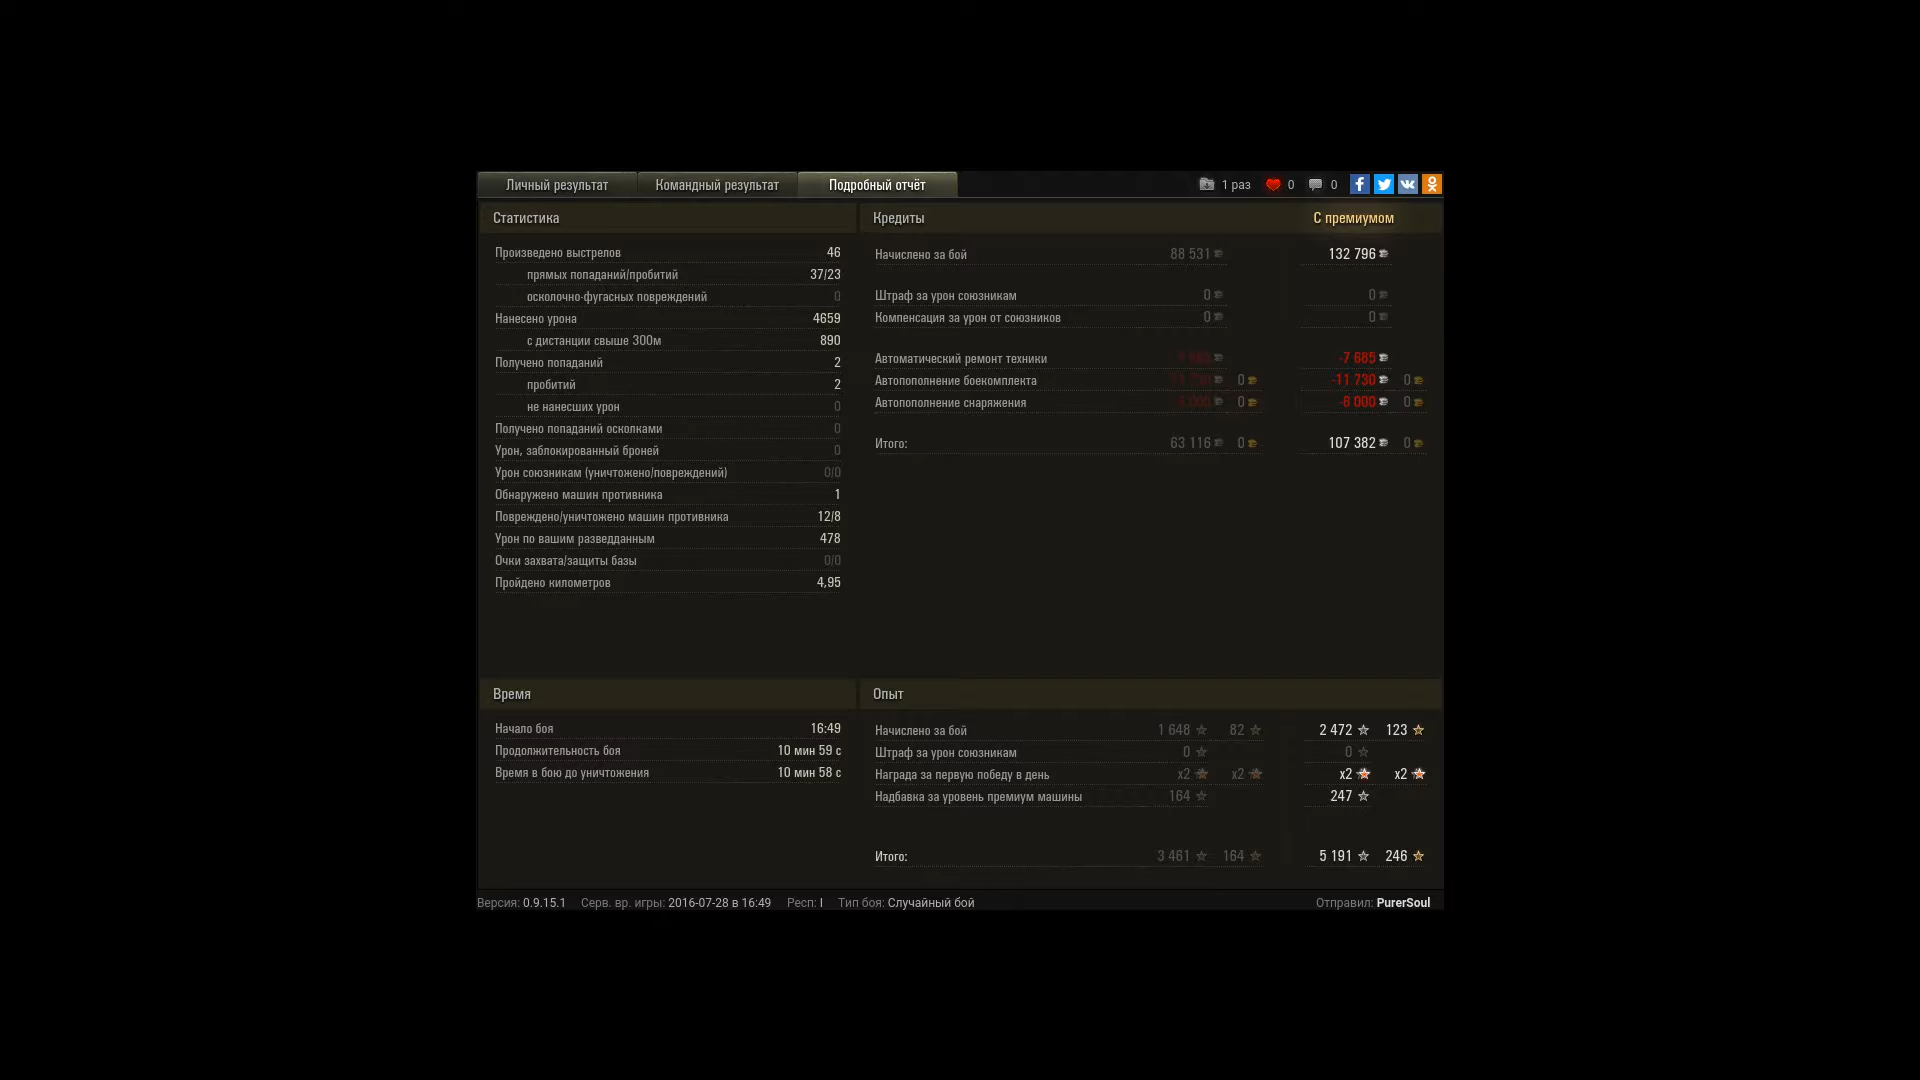 Личный результат Командный результат Подробный отчёт 1 раз 0 0
Статистика
Произведено выстрелов 46
прямых попаданий/пробитий 37/23
осколочно-фугасных повреждений 0
Нанесено урона 4659
с дистанции свыше 300м 890
Получено попаданий 2
пробитий 2
не нанесших урон 0
Получено попаданий осколками 0
Урон, заблокированный броней 0
Урон союзникам (уничтожено/повреждений) 0/0
Обнаружено машин противника 1
Повреждено/уничтожено машин противника 12/8
Урон по вашим разведданным 478
Очки захвата/защиты базы 0/0
Пройдено километров 4,95
Кредиты С премиумом
Начислено за бой 88 531 132 796
Штраф за урон союзникам 0 0
Компенсация за урон от союзников 0 0
Автоматический ремонт техники -7 685
Автопополнение боекомплекта 0 -11 730 0
Автопополнение снаряжения 0 -6 000 0
Итого: 63 116 0 107 382 0
Время
Начало боя 16:49
Продолжительность боя 10 мин 59 с
Время в бою до уничтожения 10 мин 58 с
Опыт
Начислено за бой 1 648 82 2 472 123
Штраф за урон союзникам 0 0
Награда за первую победу в день x2 x2 x2 x2
Надбавка за уровень премиум машины 164 247
Итого: 3 461 164 5 191 246
Версия: 0.9.15.1 Серв. вр. игры: 2016-07-28 в 16:49 Респ: I Тип боя: Случайный бой Отправил: PurerSoul